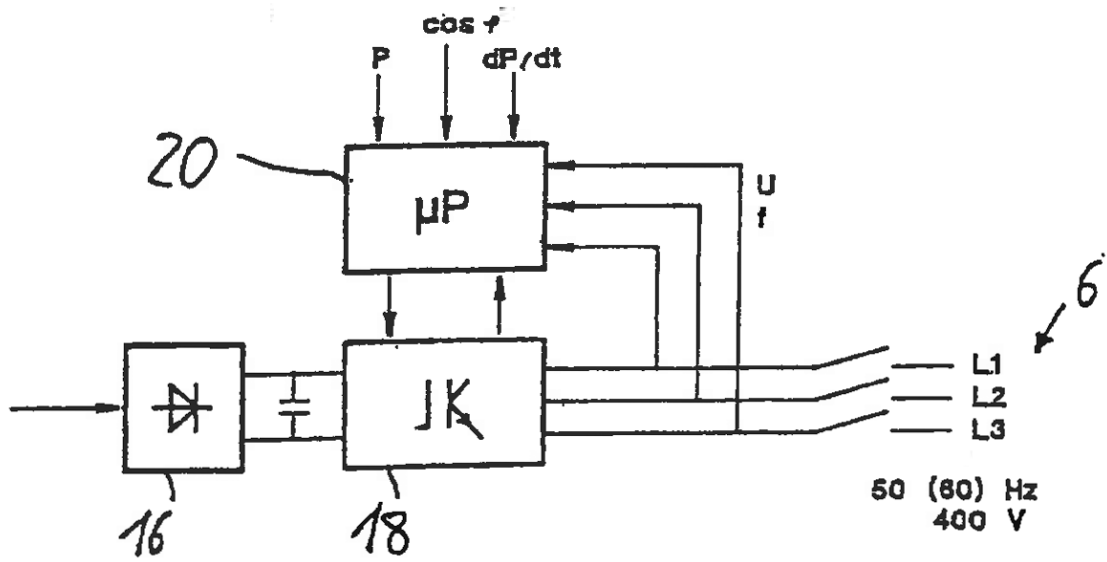 cos φ
P
dP/dt
20
μP
U
f
6
L1
L2
L3
50 (60) Hz
400 V
16
18